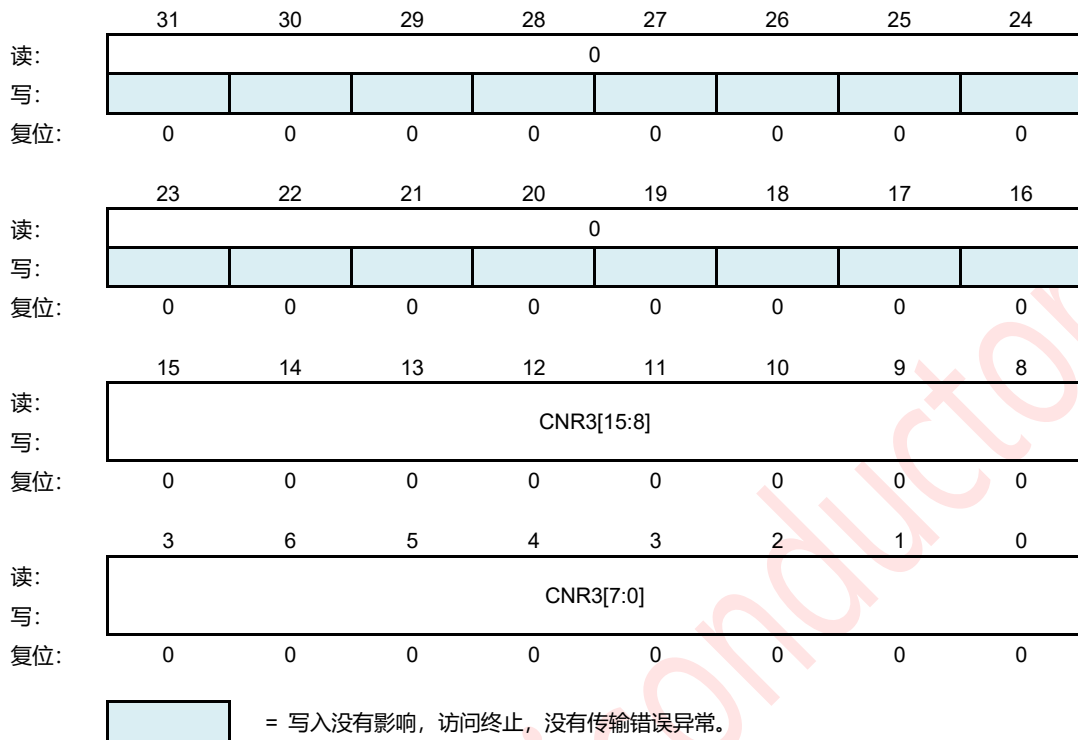 31 30 29 28 27 26 25 24
读: 0
写:
复位: 0 0 0 0 0 0 0 0
23 22 21 20 19 18 17 16
读: 0
写:
复位: 0 0 0 0 0 0 0 0
15 14 13 12 11 10 9 8
读:
CNR3[15:8]
写:
复位: 0 0 0 0 0 0 0 0
3 6 5 4 3 2 1 0
读:
CNR3[7:0]
写:
复位: 0 0 0 0 0 0 0 0
= 写入没有影响，访问终止，没有传输错误异常。
onductor